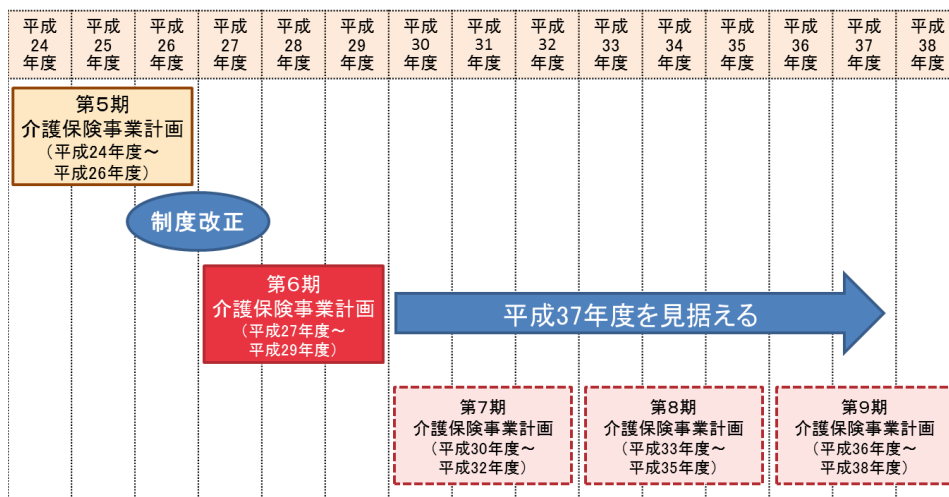 平成
24
年度
平成
25
年度
平成
26
年度
平成
27
年度
平成
28
年度
平成
29
年度
平成
30
年度
平成
31
年度
平成
32
年度
平成
33
年度
平成
34
年度
平成
35
年度
平成
36
年度
平成
37
年度
平成
38
年度
第5期
介護保険事業計画
(平成24年度~
平成26年度)
制度改正
第6期
介護保険事業計画
(平成27年度~
平成29年度)
平成37年度を見据える
第7期
介護保険事業計画
(平成30年度~
平成32年度)
第8期
介護保険事業計画
(平成33年度~
平成35年度)
第9期
介護保険事業計画
(平成36年度~
平成38年度)